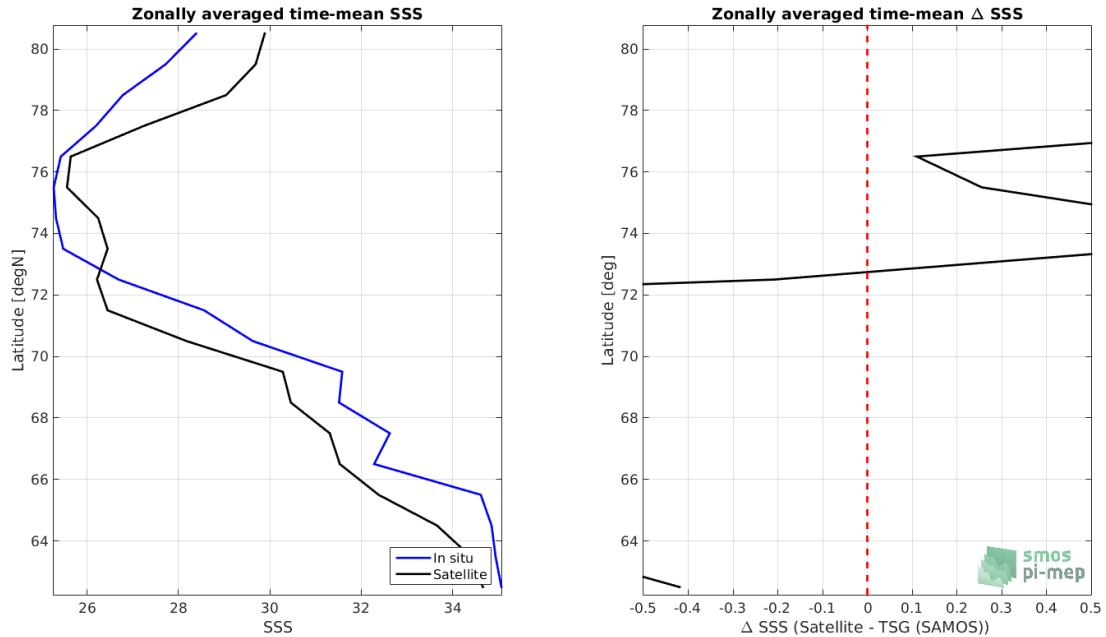 Zonally averaged time-mean SSS
80
78
76
74
72
70
68
66
64
Latitude [degN]
26 28 30 32 34
SSS
In situ
Satellite
Zonally averaged time-mean Δ SSS
80
78
76
74
72
70
68
66
64
Latitude [deg]
-0.5 -0.4 -0.3 -0.2 -0.1 0 0.1 0.2 0.3 0.4 0.5
Δ SSS (Satellite - TSG (SAMOS))
smos
pi-mep